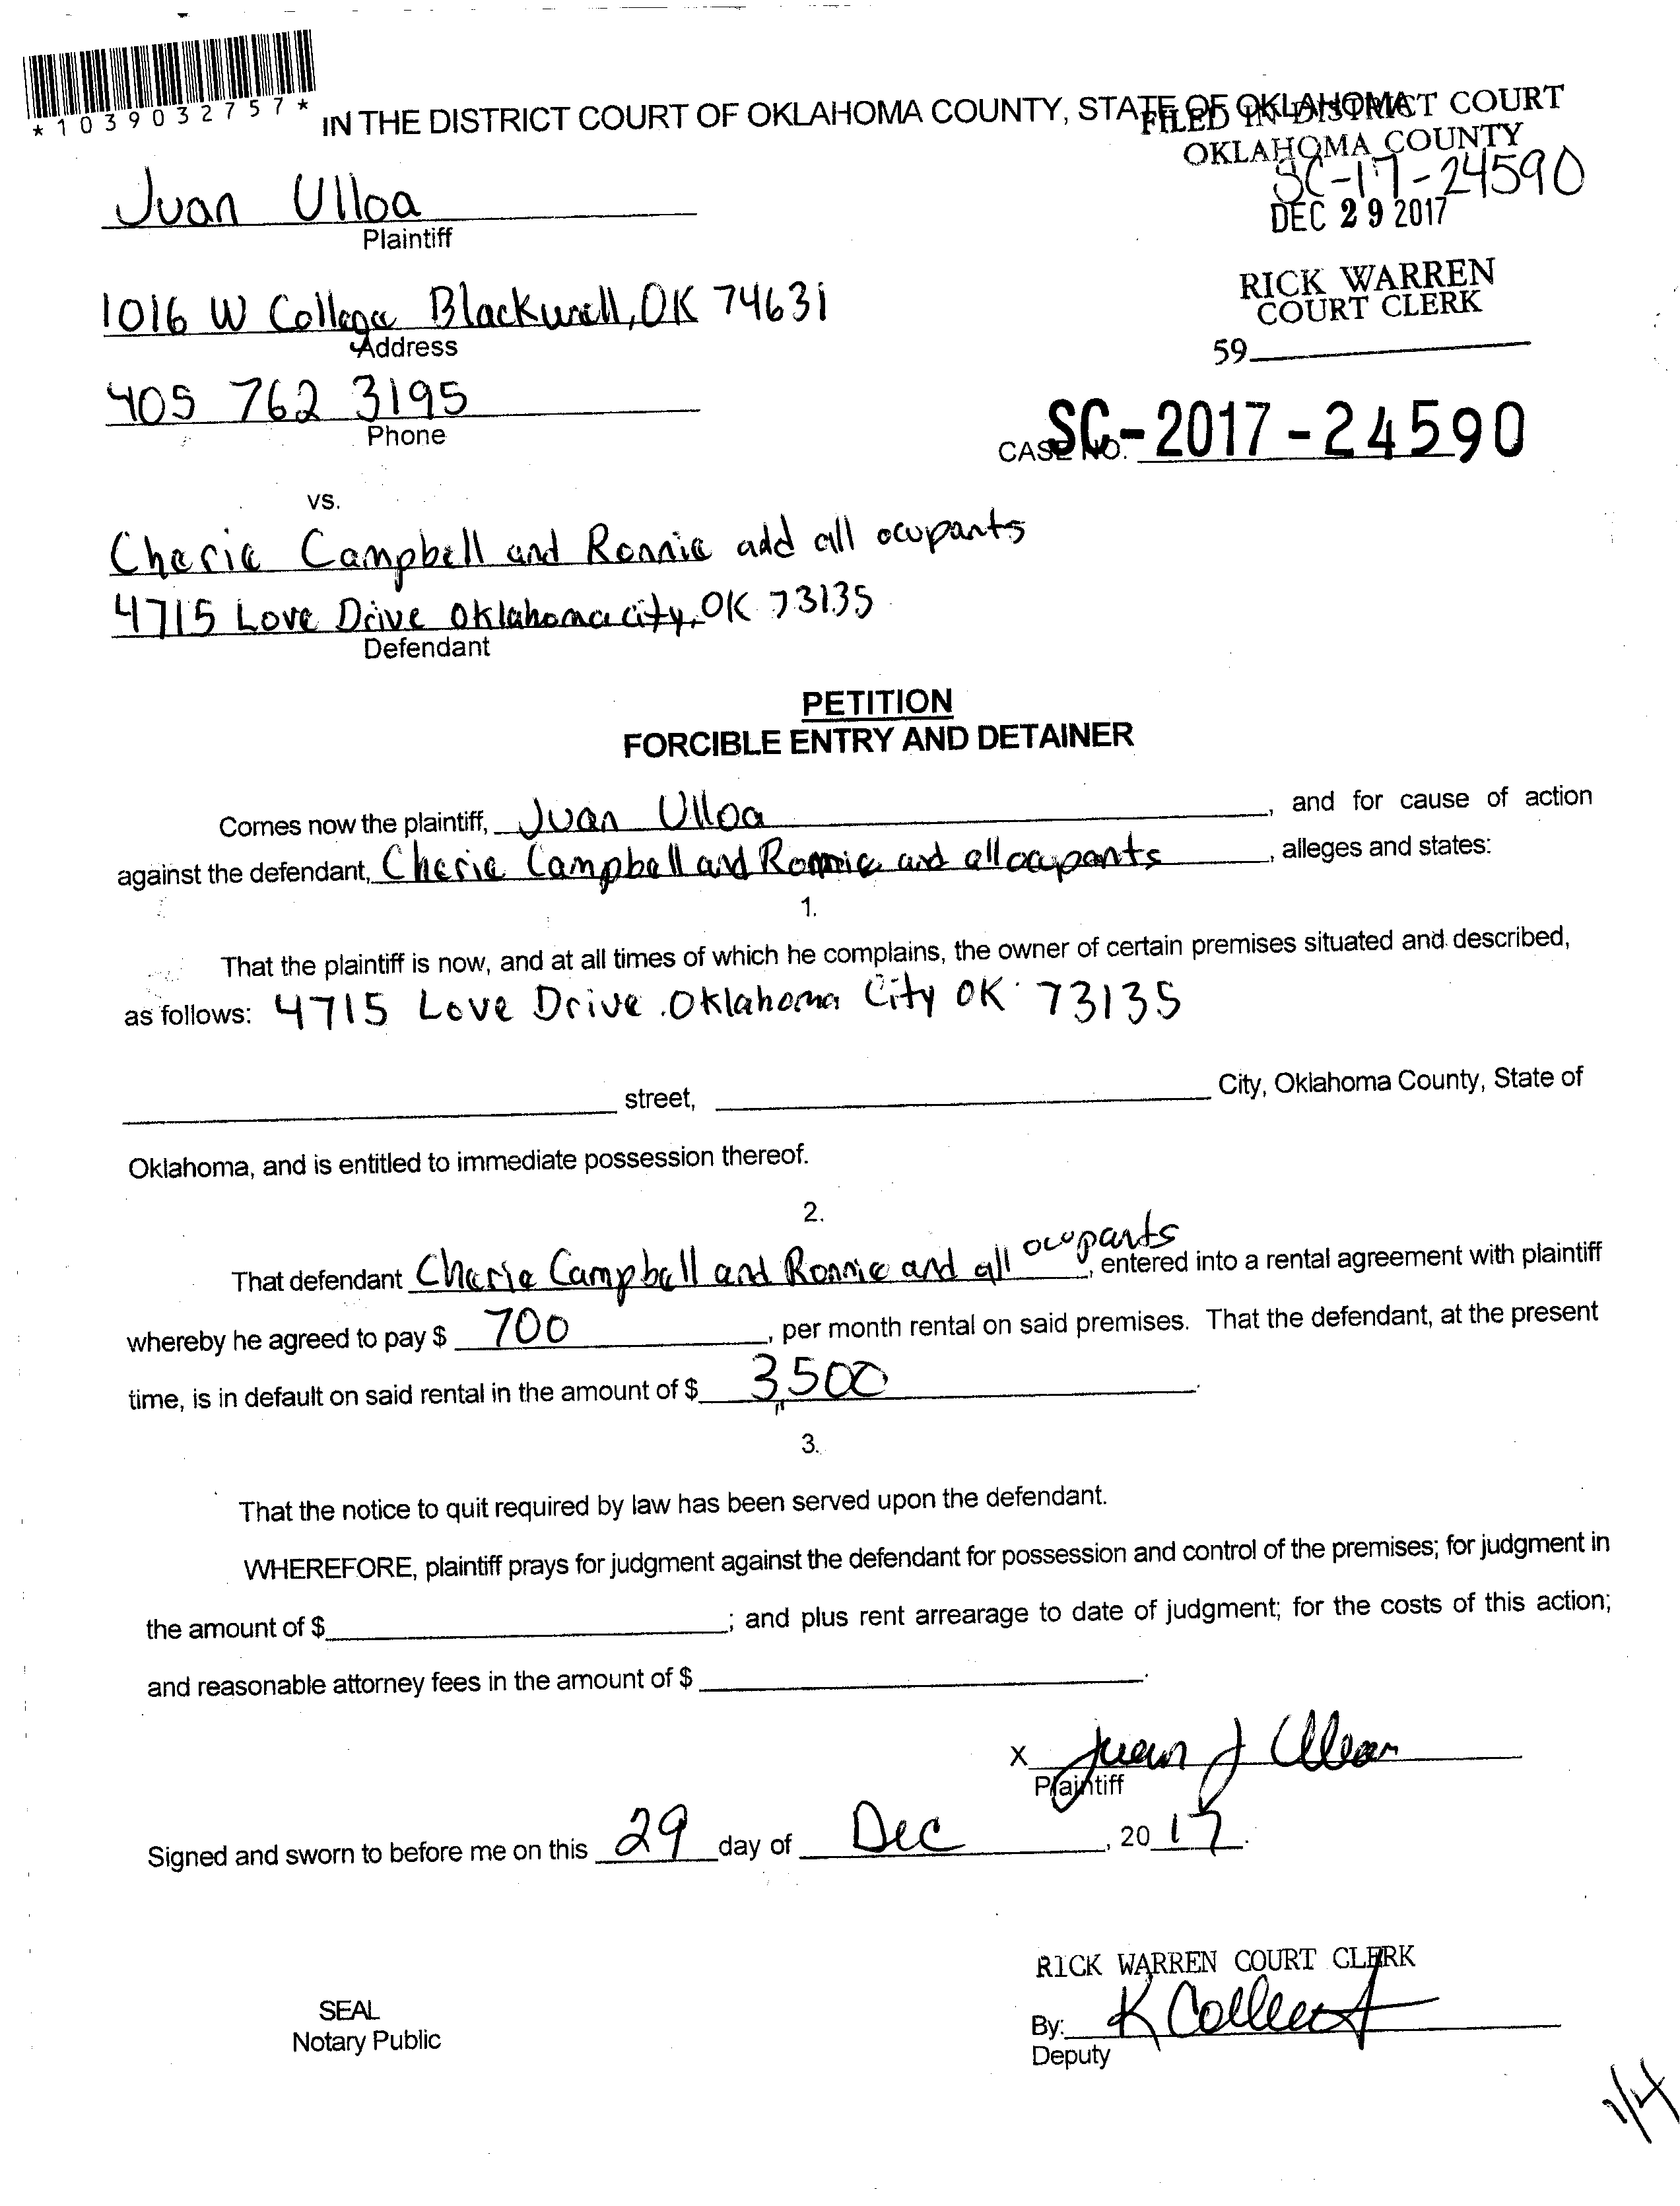 *1039032757*
IN THE DISTRICT COURT OF OKLAHOMA COUNTY, STATE OF OKLAHOMA
FILED IN DISTRICT COURT
OKLAHOMA COUNTY
SC-17-24590
DEC 29 2017
Juan Ulloa
Plaintiff
RICK WARREN
COURT CLERK
1016 W College Blackwell, OK 74631
Address
59
405 762 3195
Phone
CASE NO. SC-2017-24590
vs.
Cherie Campbell and Ronnie add all ocupants
4715 Love Drive Oklahoma city, OK 73135
Defendant
PETITION
FORCIBLE ENTRY AND DETAINER
Comes now the plaintiff, Juan Ulloa, and for cause of action
against the defendant, Cherie Campbell and Ronnie and all ocupants, alleges and states:
1.
That the plaintiff is now, and at all times of which he complains, the owner of certain premises situated and described,
as follows: 4715 Love Drive Oklahoma City OK 73135
street, City, Oklahoma County, State of
Oklahoma, and is entitled to immediate possession thereof.
2.
That defendant Cherie Campbell and Ronnie and all ocupants, entered into a rental agreement with plaintiff
whereby he agreed to pay $ 700, per month rental on said premises. That the defendant, at the present
time, is in default on said rental in the amount of $ 3,500.
3.
That the notice to quit required by law has been served upon the defendant.
WHEREFORE, plaintiff prays for judgment against the defendant for possession and control of the premises; for judgment in
the amount of $ ; and plus rent arrearage to date of judgment; for the costs of this action;
and reasonable attorney fees in the amount of $ .
X Juan J Ulloa
Plaintiff
Signed and sworn to before me on this 29 day of Dec, 20 17.
RICK WARREN COURT CLERK
SEAL
Notary Public
By: K
Deputy
1/4